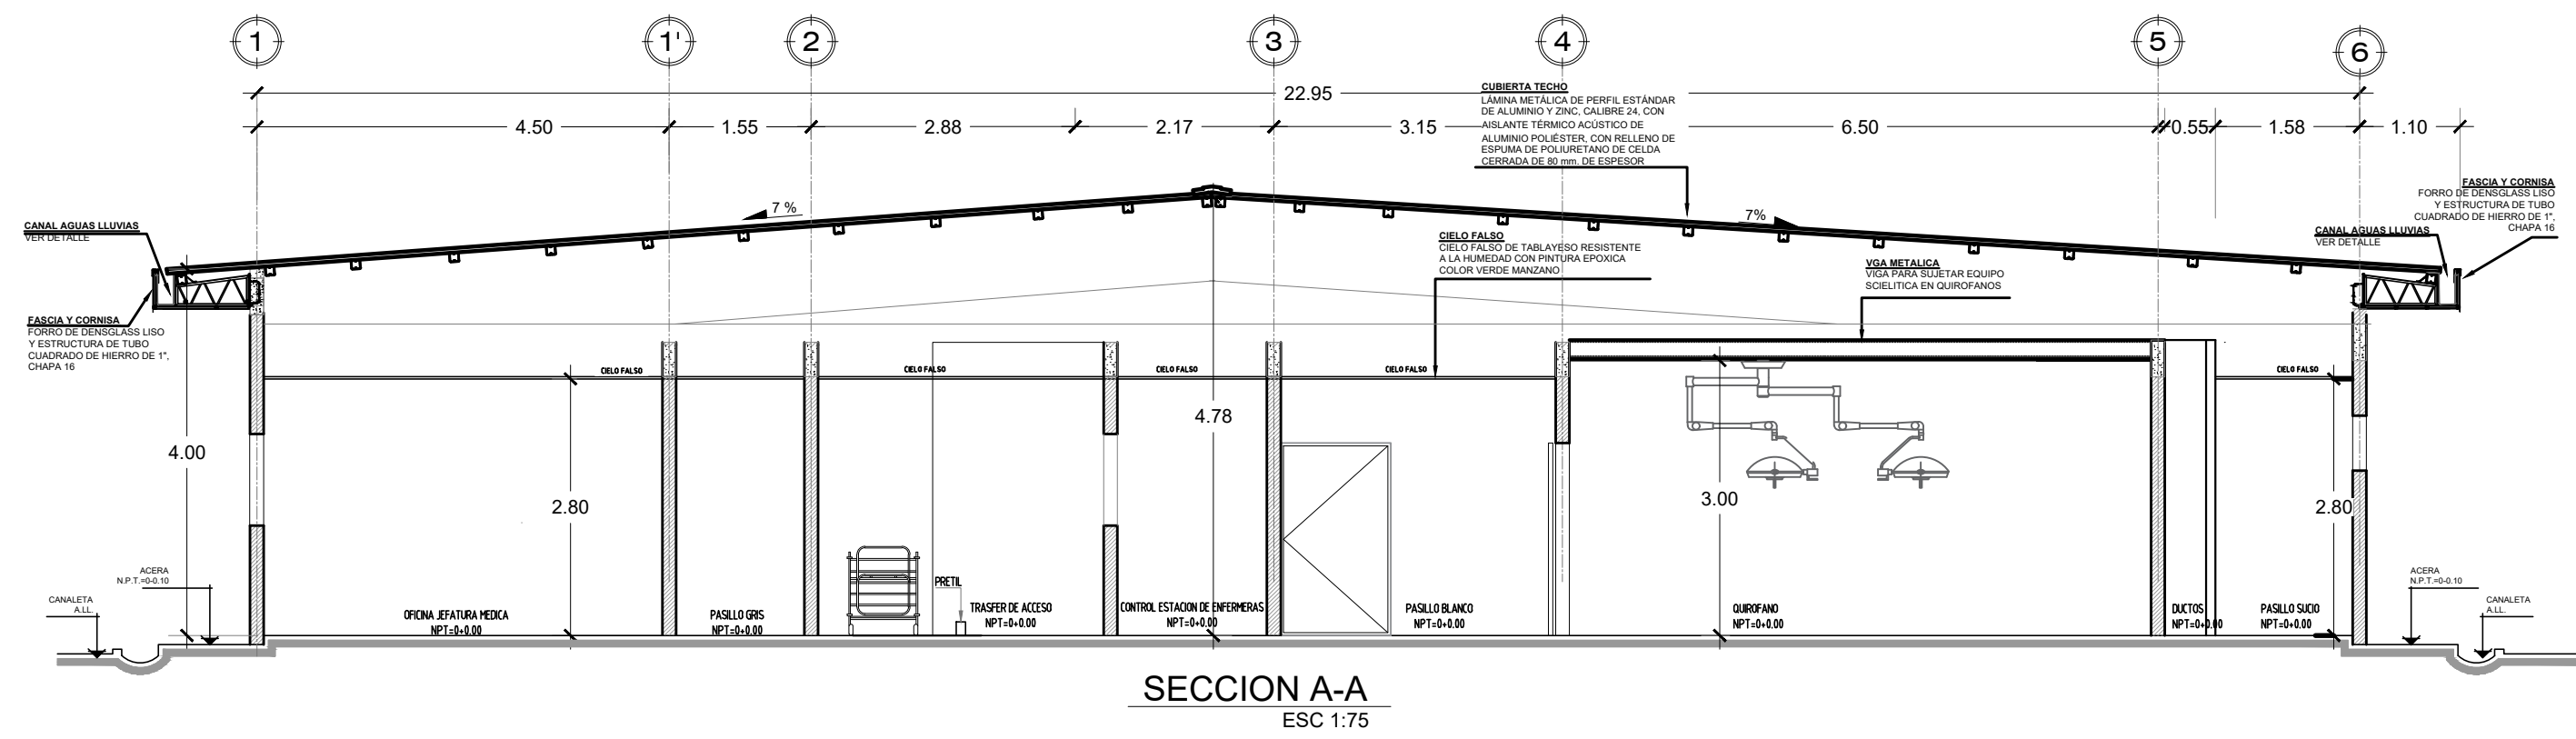 1
1'
2
3
4
5
6
22.95
4.50
1.55
2.88
2.17
3.15
6.50
0.55
1.58
1.10
CUBIERTA TECHO
LÁMINA METÁLICA DE PERFIL ESTÁNDAR
DE ALUMINIO Y ZINC, CALIBRE 24, CON
AISLANTE TÉRMICO ACÚSTICO DE
ALUMINIO POLIÉSTER, CON RELLENO DE
ESPUMA DE POLIURETANO DE CELDA
CERRADA DE 80 mm. DE ESPESOR
FASCIA Y CORNISA
FORRO DE DENSGLASS LISO
Y ESTRUCTURA DE TUBO
CUADRADO DE HIERRO DE 1",
CHAPA 16
CANAL AGUAS LLUVIAS
VER DETALLE
7 %
7%
CANAL AGUAS LLUVIAS
VER DETALLE
CIELO FALSO
CIELO FALSO DE TABLAYESO RESISTENTE
A LA HUMEDAD CON PINTURA EPOXICA
COLOR VERDE MANZANO
VGA METALICA
VIGA PARA SUJETAR EQUIPO
SCIELITICA EN QUIROFANOS
FASCIA Y CORNISA
FORRO DE DENSGLASS LISO
Y ESTRUCTURA DE TUBO
CUADRADO DE HIERRO DE 1",
CHAPA 16
CIELO FALSO
CIELO FALSO
CIELO FALSO
CIELO FALSO
CIELO FALSO
4.00
2.80
4.78
3.00
2.80
ACERA
N.P.T.=0-0.10
CANALETA
A.LL.
OFICINA JEFATURA MEDICA
NPT=0+0.00
PASILLO GRIS
NPT=0+0.00
PRETIL
TRASFER DE ACCESO
NPT=0+0.00
CONTROL ESTACION DE ENFERMERAS
NPT=0+0.00
PASILLO BLANCO
NPT=0+0.00
QUIROFANO
NPT=0+0.00
DUCTOS
NPT=0+0.00
PASILLO SUCIO
NPT=0+0.00
ACERA
N.P.T.=0-0.10
CANALETA
A.LL.
SECCION A-A
ESC 1:75